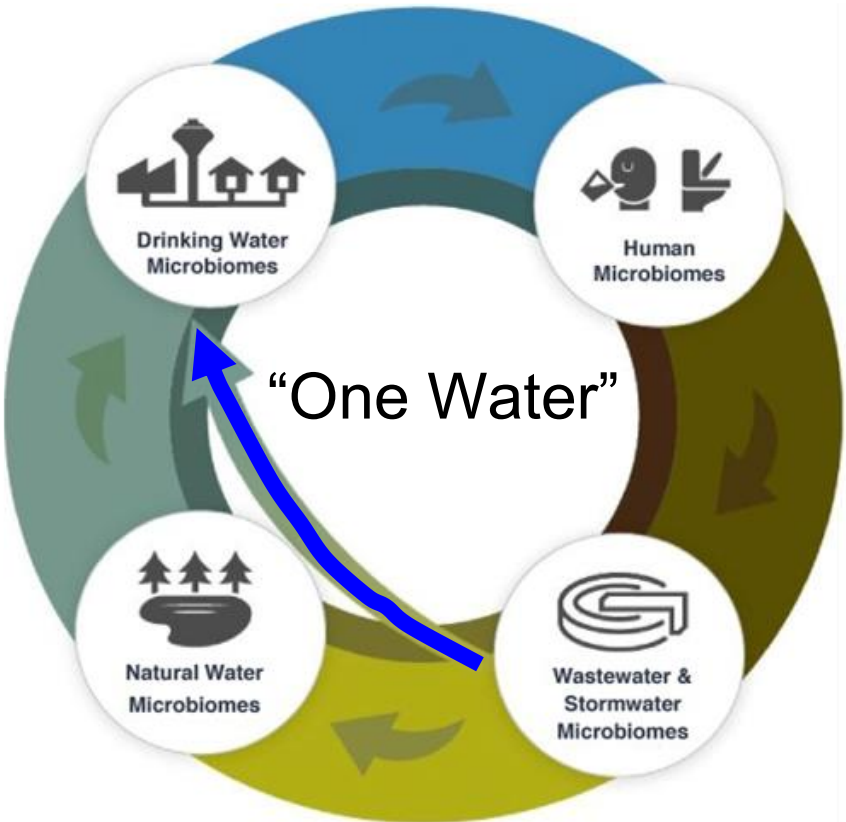 Drinking Water
Microbiomes
Human
Microbiomes
“One Water”
Natural Water
Microbiomes
Wastewater &
Stormwater
Microbiomes